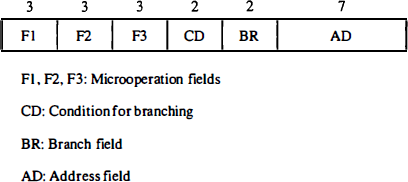 3 3 3 2 2 7
F1 F2 F3 CD BR AD
F1, F2, F3: Microoperation fields
CD: Condition for branching
BR: Branch field
AD: Address field